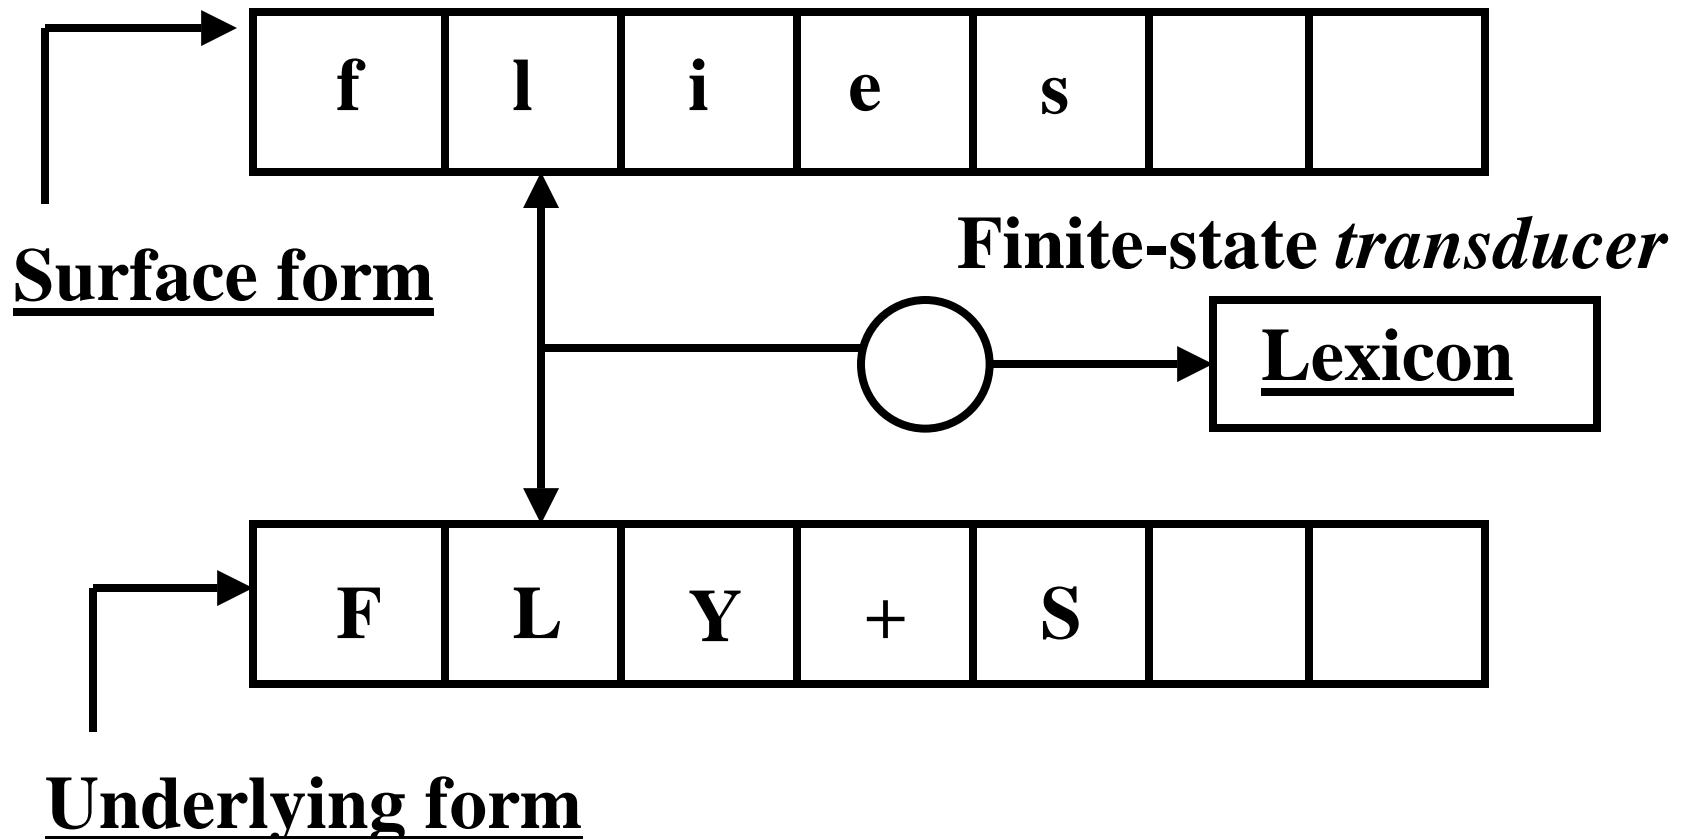 f l i e s
Finite-state transducer
Surface form
Lexicon
F L Y + S
Underlying form